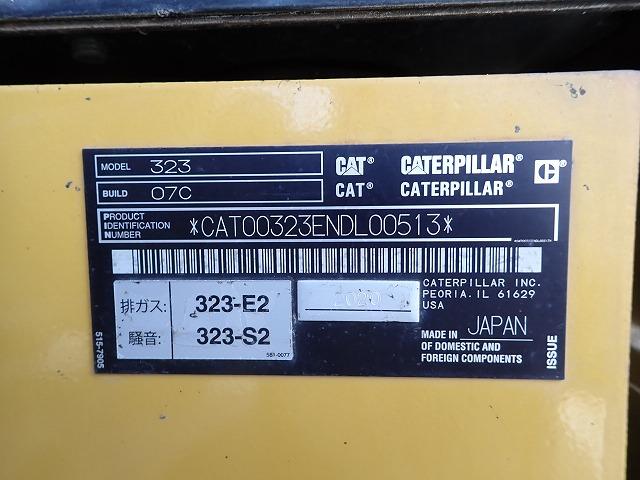 MODEL 323 CAT® CATERPILLAR®
BUILD 07C CAT® CATERPILLAR®
PRODUCT IDENTIFICATION NUMBER *CAT00323ENDL00513*
排ガス: 323-E2
騒音: 323-S2
581-0077
2020
CATERPILLAR INC.
PEORIA, IL 61629
USA
MADE IN JAPAN
OF DOMESTIC AND
FOREIGN COMPONENTS
515-7905
ISSUE